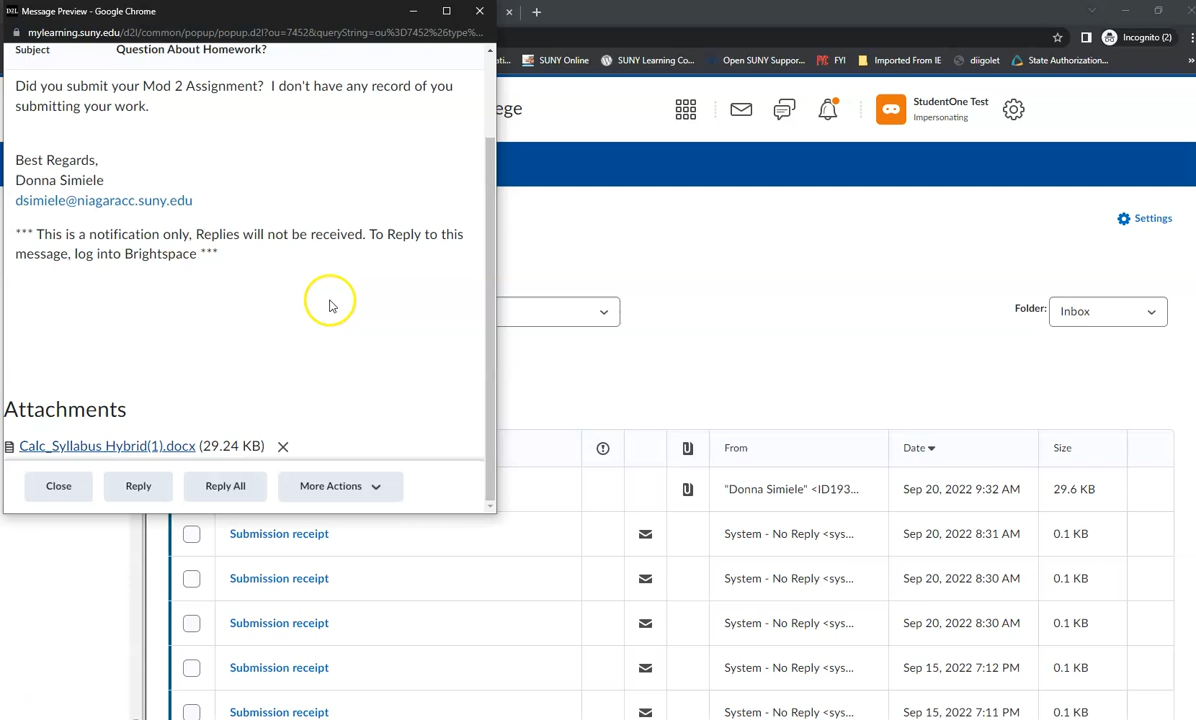 D2L Message Preview - Google Chrome
mylearning.suny.edu/d2l/common/popup/popup.d2l?ou=7452&queryString=ou%3D7452%26type%...
Incognito (2)
SUNY Online
SUNY Learning Co...
Open SUNY Suppor...
FYI
Imported From IE
diigolet
State Authorization...
»
Subject Question About Homework?
Did you submit your Mod 2 Assignment? I don't have any record of you
submitting your work.
Best Regards,
Donna Simiele
dsimiele@niagaracc.suny.edu
*** This is a notification only, Replies will not be received. To Reply to this
message, log into Brightspace ***
Attachments
Calc_Syllabus Hybrid(1).docx (29.24 KB)
Close Reply Reply All More Actions
ege
StudentOne Test
Impersonating
Settings
Folder: Inbox
From Date Size
"Donna Simiele" <ID193... Sep 20, 2022 9:32 AM 29.6 KB
Submission receipt System - No Reply <sys... Sep 20, 2022 8:31 AM 0.1 KB
Submission receipt System - No Reply <sys... Sep 20, 2022 8:30 AM 0.1 KB
Submission receipt System - No Reply <sys... Sep 20, 2022 8:30 AM 0.1 KB
Submission receipt System - No Reply <sys... Sep 15, 2022 7:12 PM 0.1 KB
Submission receipt System - No Reply <sys... Sep 15, 2022 7:11 PM 0.1 KB